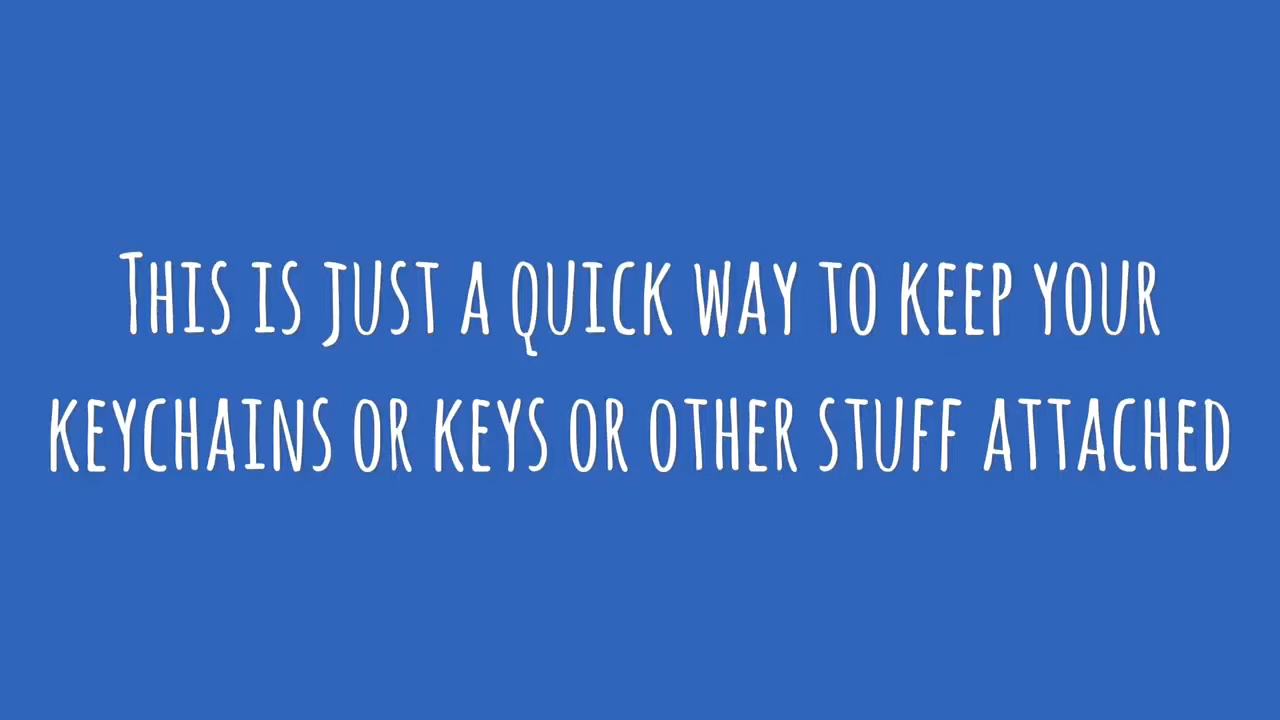 This is just a quick way to keep your
keychains or keys or other stuff attached